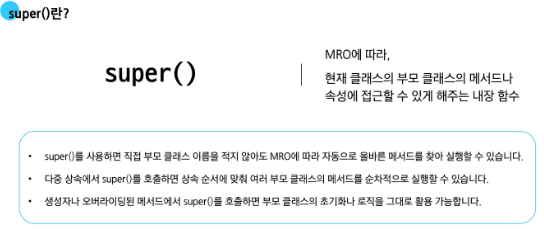 super()란?
super()
MRO에 따라,
현재 클래스의 부모 클래스의 메서드나
속성에 접근할 수 있게 해주는 내장 함수
• super()를 사용하면 직접 부모 클래스 이름을 적지 않아도 MRO에 따라 자동으로 올바른 메서드를 찾아 실행할 수 있습니다.
• 다중 상속에서 super()를 호출하면 상속 순서에 맞춰 여러 부모 클래스의 메서드를 순차적으로 실행할 수 있습니다.
• 생성자나 오버라이딩된 메서드에서 super()를 호출하면 부모 클래스의 초기화나 로직을 그대로 활용 가능합니다.